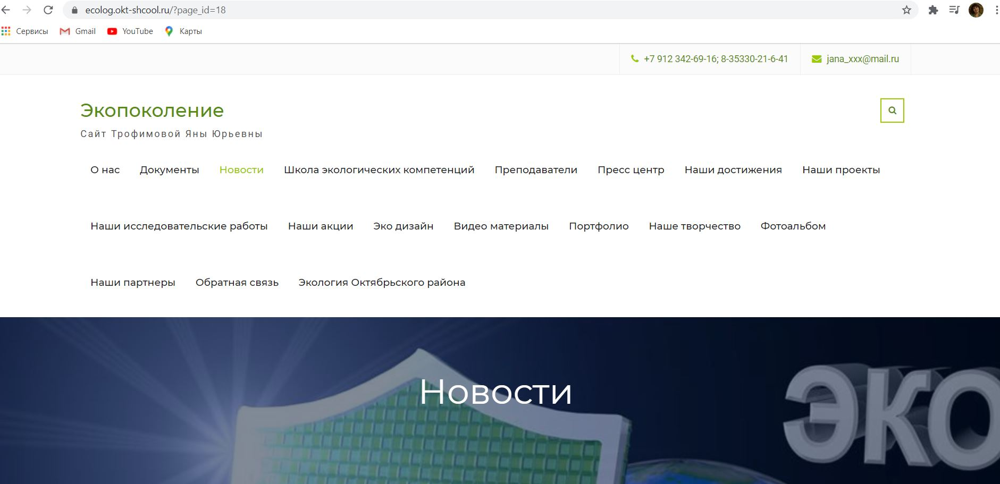 ecolog.okt-shcool.ru/?page_id=18
Сервисы Gmail YouTube Карты
+7 912 342-69-16; 8-35330-21-6-41 jana_xxx@mail.ru
Экопоколение
Сайт Трофимовой Яны Юрьевны
О нас Документы Новости Школа экологических компетенций Преподаватели Пресс центр Наши достижения Наши проекты
Наши исследовательские работы Наши акции Эко дизайн Видео материалы Портфолио Наше творчество Фотоальбом
Наши партнеры Обратная связь Экология Октябрьского района
Новости
ЭКО